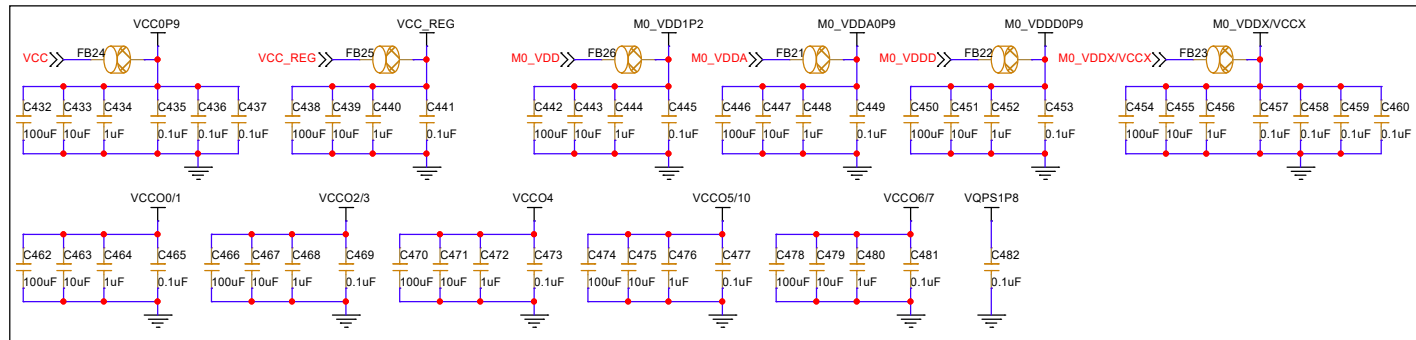 VCC0P9 VCC_REG M0_VDD1P2 M0_VDDA0P9 M0_VDDD0P9 M0_VDDX/VCCX
VCC FB24 VCC_REG FB25 M0_VDD FB26 M0_VDDA FB21 M0_VDDD FB22 M0_VDDX/VCCX FB23
C432 C433 C434 C435 C436 C437 C438 C439 C440 C441 C442 C443 C444 C445 C446 C447 C448 C449 C450 C451 C452 C453 C454 C455 C456 C457 C458 C459 C460
100uF 10uF 1uF 0.1uF 0.1uF 0.1uF 100uF 10uF 1uF 0.1uF 100uF 10uF 1uF 0.1uF 100uF 10uF 1uF 0.1uF 100uF 10uF 1uF 0.1uF 100uF 10uF 1uF 0.1uF 0.1uF 0.1uF 0.1uF
VCCO0/1 VCCO2/3 VCCO4 VCCO5/10 VCCO6/7 VQPS1P8
C462 C463 C464 C465 C466 C467 C468 C469 C470 C471 C472 C473 C474 C475 C476 C477 C478 C479 C480 C481 C482
100uF 10uF 1uF 0.1uF 100uF 10uF 1uF 0.1uF 100uF 10uF 1uF 0.1uF 100uF 10uF 1uF 0.1uF 100uF 10uF 1uF 0.1uF 0.1uF